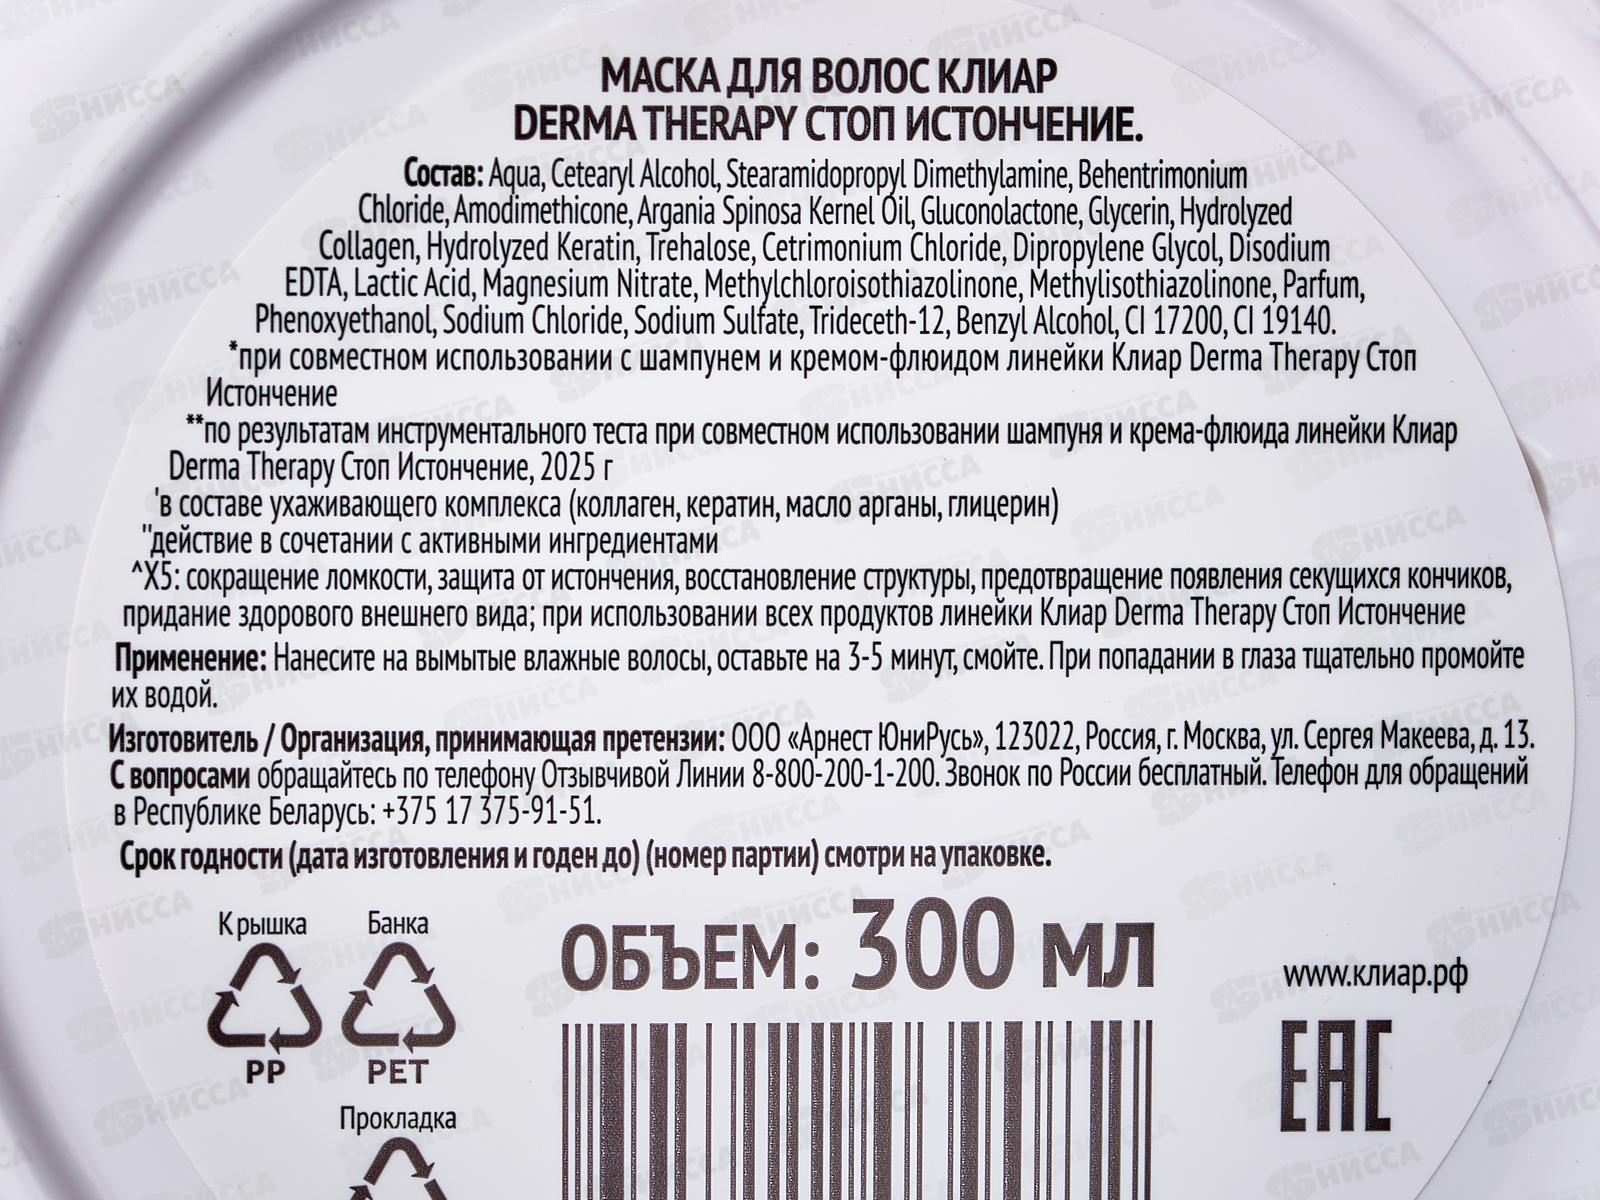 МАСКА ДЛЯ ВОЛОС КЛИАР
DERMA THERAPY СТОП ИСТОНЧЕНИЕ.
Состав: Aqua, Cetearyl Alcohol, Stearamidopropyl Dimethylamine, Behentrimonium
Chloride, Amodimethicone, Argania Spinosa Kernel Oil, Gluconolactone, Glycerin, Hydrolyzed
Collagen, Hydrolyzed Keratin, Trehalose, Cetrimonium Chloride, Dipropylene Glycol, Disodium
EDTA, Lactic Acid, Magnesium Nitrate, Methylchloroisothiazolinone, Methylisothiazolinone, Parfum,
Phenoxyethanol, Sodium Chloride, Sodium Sulfate, Trideceth-12, Benzyl Alcohol, CI 17200, CI 19140.
*при совместном использовании с шампунем и кремом-флюидом линейки Клиар Derma Therapy Стоп
Истончение
**по результатам инструментального теста при совместном использовании шампуня и крема-флюида линейки Клиар
Derma Therapy Стоп Истончение, 2025 г
'в составе ухаживающего комплекса (коллаген, кератин, масло арганы, глицерин)
''действие в сочетании с активными ингредиентами
^X5: сокращение ломкости, защита от истончения, восстановление структуры, предотвращение появления секущихся кончиков,
придание здорового внешнего вида; при использовании всех продуктов линейки Клиар Derma Therapy Стоп Истончение
Применение: Нанесите на вымытые влажные волосы, оставьте на 3-5 минут, смойте. При попадании в глаза тщательно промойте
их водой.
Изготовитель / Организация, принимающая претензии: ООО «Арнест ЮниРусь», 123022, Россия, г. Москва, ул. Сергея Макеева, д. 13.
С вопросами обращайтесь по телефону Отзывчивой Линии 8-800-200-1-200. Звонок по России бесплатный. Телефон для обращений
в Республике Беларусь: +375 17 375-91-51.
Срок годности (дата изготовления и годен до) (номер партии) смотри на упаковке.
Крышка Банка
ОБЪЕМ: 300 мл
www.клиар.рф
PP PET
EAC
Прокладка